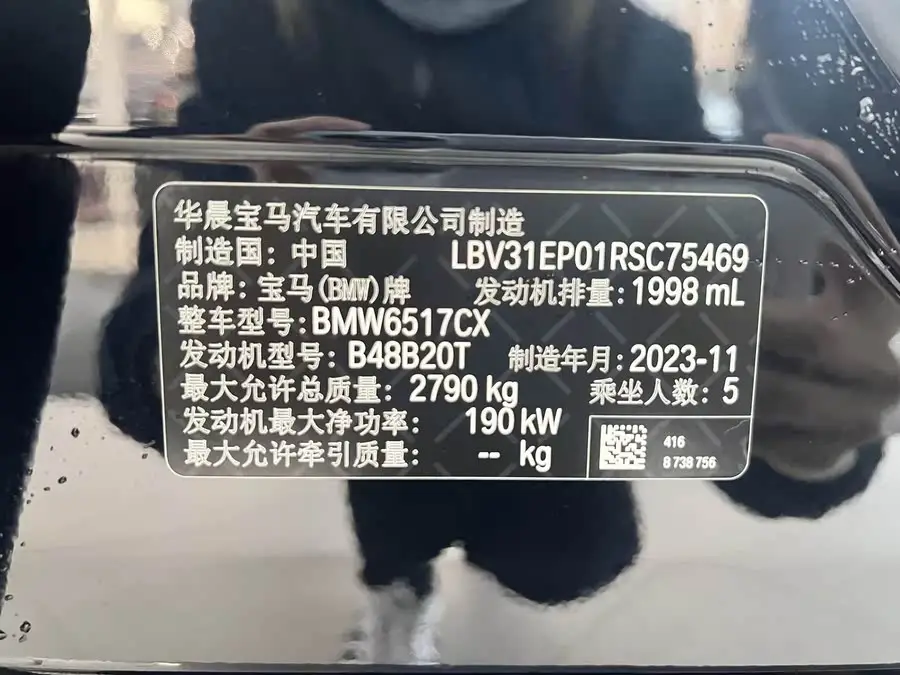 华晨宝马汽车有限公司制造
制造国: 中国 LBV31EP01RSC75469
品牌: 宝马(BMW)牌 发动机排量: 1998 mL
整车型号: BMW6517CX
发动机型号: B48B20T 制造年月: 2023-11
最大允许总质量: 2790 kg 乘坐人数: 5
发动机最大净功率: 190 kW
最大允许牵引质量: -- kg
416
8 738 756